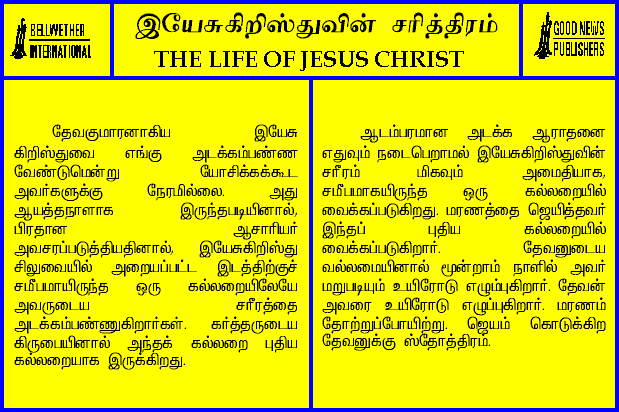 BELLWETHER
INTERNATIONAL
இயேசுகிறிஸ்துவின் சரித்திரம்
THE LIFE OF JESUS CHRIST
GOOD NEWS
PUBLISHERS
தேவகுமாரனாகிய இயேசு
கிறிஸ்துவை எங்கு அடக்கம்பண்ண
வேண்டுமென்று யோசிக்கக்கூட
அவர்களுக்கு நேரமில்லை. அது
ஆயத்தநாளாக இருந்தபடியினால்,
பிரதான ஆசாரியர்
அவசரப்படுத்தியதினால், இயேசுகிறிஸ்து
சிலுவையில் அறையப்பட்ட இடத்திற்குச்
சமீபமாயிருந்த ஒரு கல்லறையிலேயே
அவருடைய சரீரத்தை
அடக்கம்பண்ணுகிறார்கள். கர்த்தருடைய
கிருபையினால் அந்தக் கல்லறை புதிய
கல்லறையாக இருக்கிறது.
ஆடம்பரமான அடக்க ஆராதனை
எதுவும் நடைபெறாமல் இயேசுகிறிஸ்துவின்
சரீரம் மிகவும் அமைதியாக,
சமீபமாகயிருந்த ஒரு கல்லறையில்
வைக்கப்படுகிறது. மரணத்தை ஜெயித்தவர்
இந்தப் புதிய கல்லறையில்
வைக்கப்படுகிறார். தேவனுடைய
வல்லமையினால் மூன்றாம் நாளில் அவர்
மறுபடியும் உயிரோடு எழும்புகிறார். தேவன்
அவரை உயிரோடு எழுப்புகிறார். மரணம்
தோற்றுப்போயிற்று. ஜெயம் கொடுக்கிற
தேவனுக்கு ஸ்தோத்திரம்.